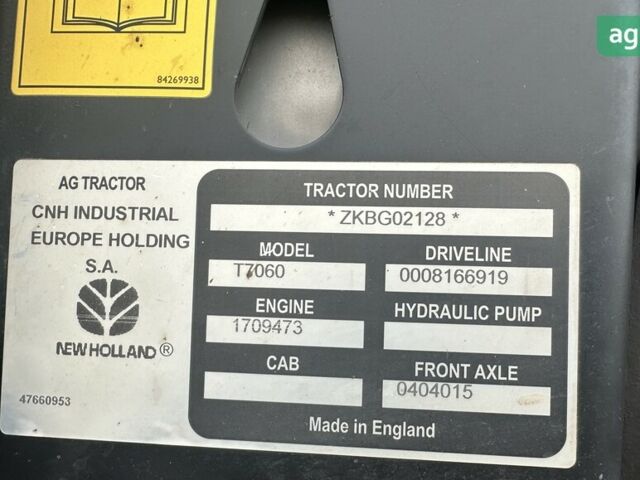 84269938
ag
AG TRACTOR
CNH INDUSTRIAL
EUROPE HOLDING
S.A.
NEW HOLLAND ®
47660953
TRACTOR NUMBER
* ZKBG02128 *
MODEL
T7060
DRIVELINE
0008166919
ENGINE
1709473
HYDRAULIC PUMP
CAB
FRONT AXLE
0404015
Made in England